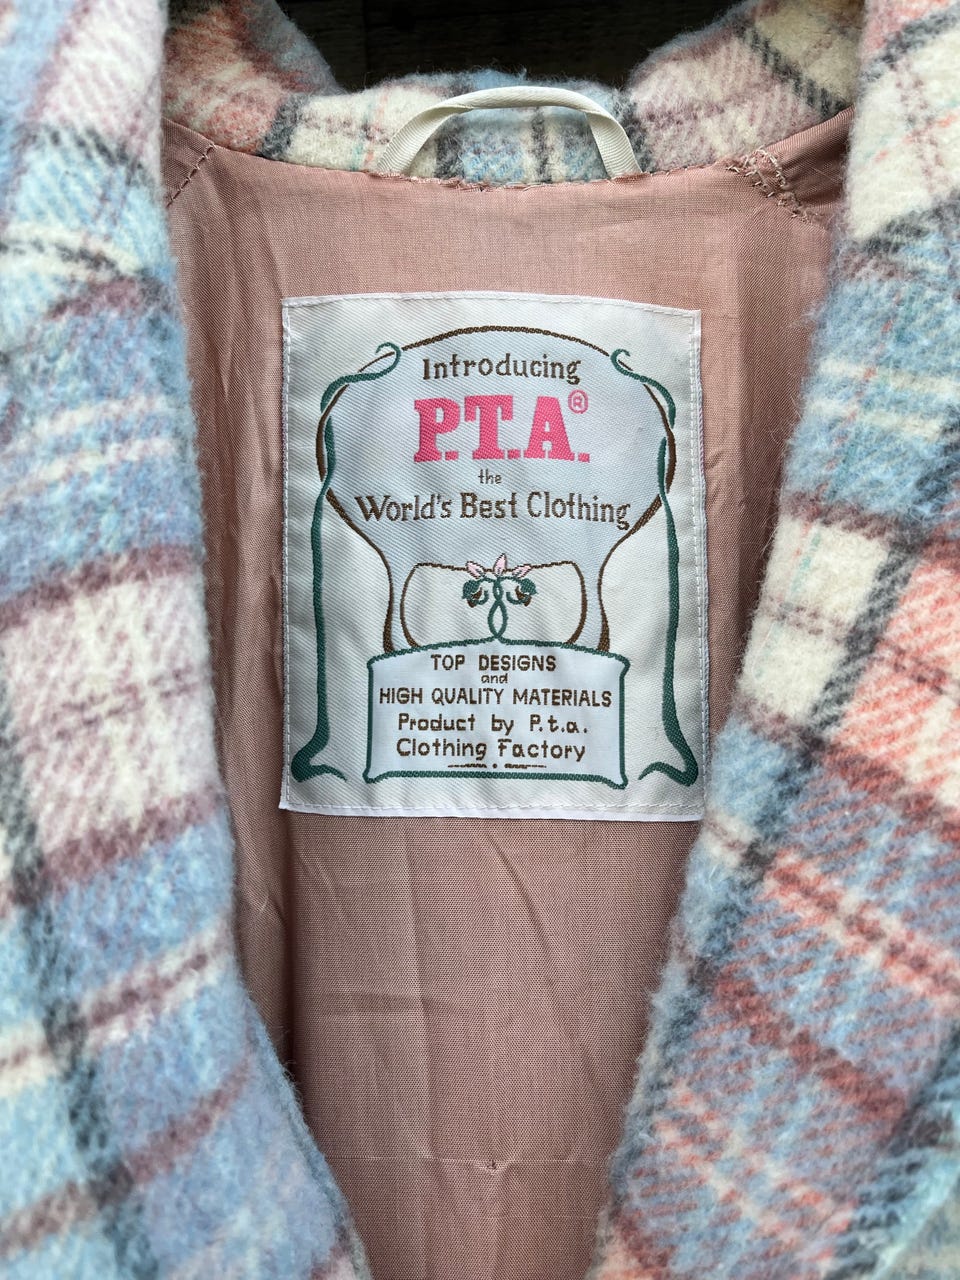 Introducing
P.T.A.®
the
World's Best Clothing
TOP DESIGNS
and
HIGH QUALITY MATERIALS
Product by P.t.a.
Clothing Factory